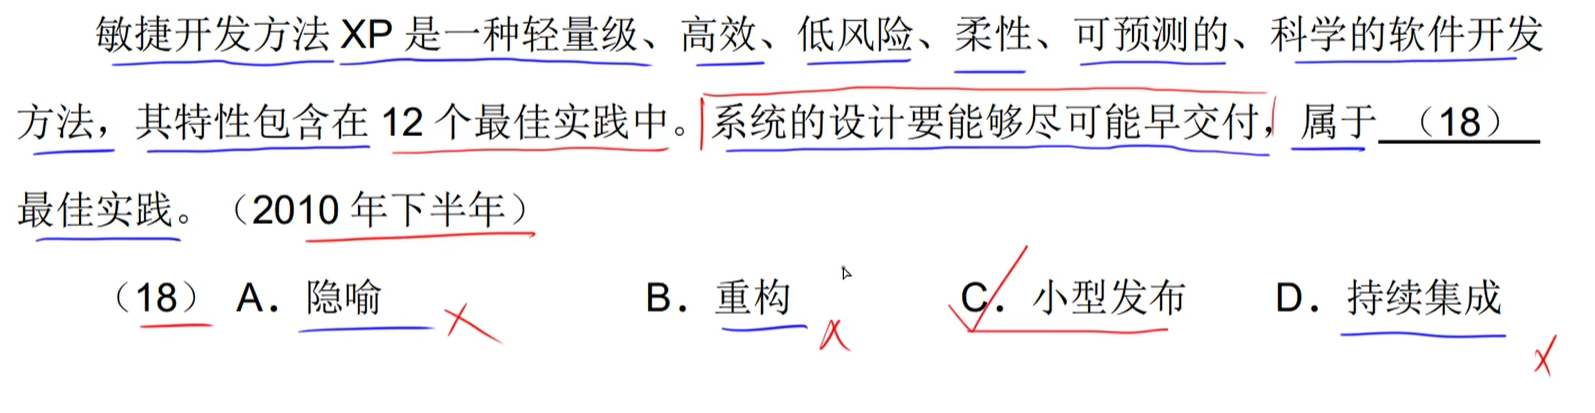 敏捷开发方法 XP 是一种轻量级、高效、低风险、柔性、可预测的、科学的软件开发
方法，其特性包含在 12 个最佳实践中。系统的设计要能够尽可能早交付，属于（18）
最佳实践。（2010 年下半年）
（18） A．隐喻 B．重构 C．小型发布 D．持续集成